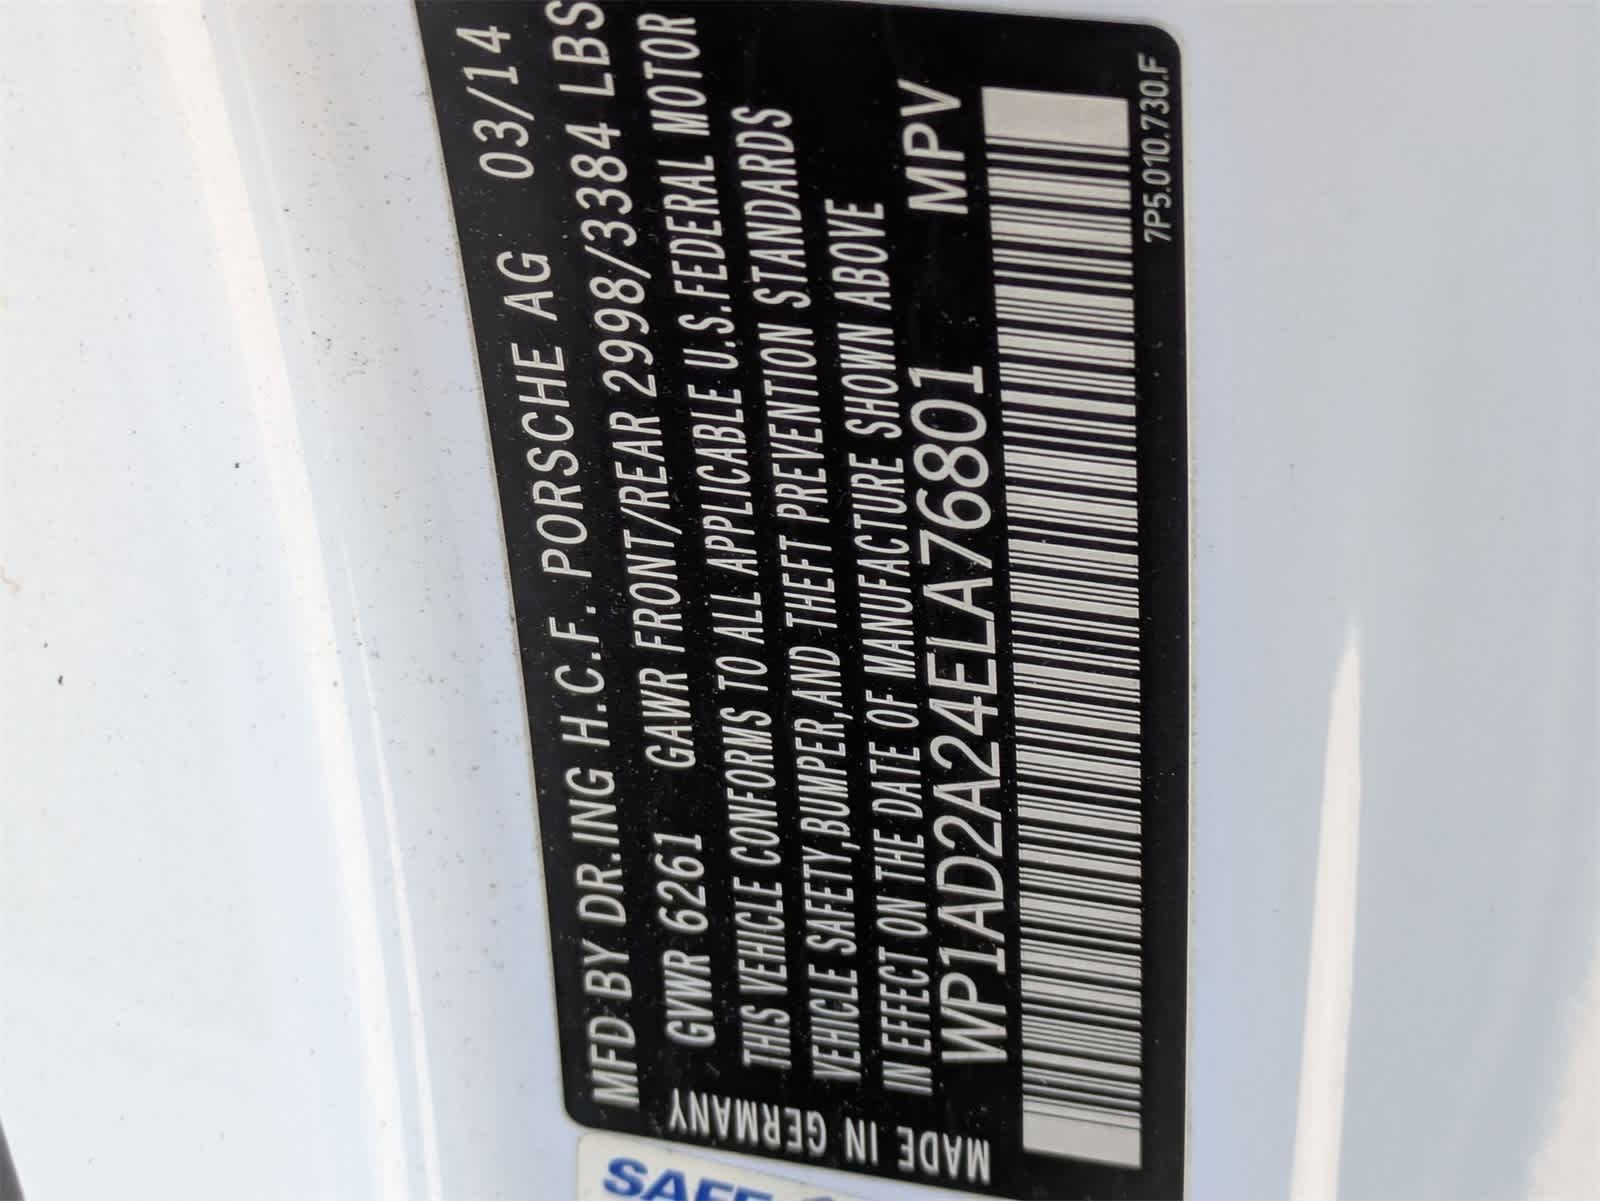 MFD BY DR.ING H.C.F. PORSCHE AG 03/14
GVWR 6261 GAWR FRONT/REAR 2998/3384 LBS
THIS VEHICLE CONFORMS TO ALL APPLICABLE U.S.FEDERAL MOTOR
VEHICLE SAFETY,BUMPER,AND THEFT PREVENTION STANDARDS
IN EFFECT ON THE DATE OF MANUFACTURE SHOWN ABOVE
WP1AD2A24ELA76801 MPV
MADE IN GERMANY
7P5.010.730.F
SAFE